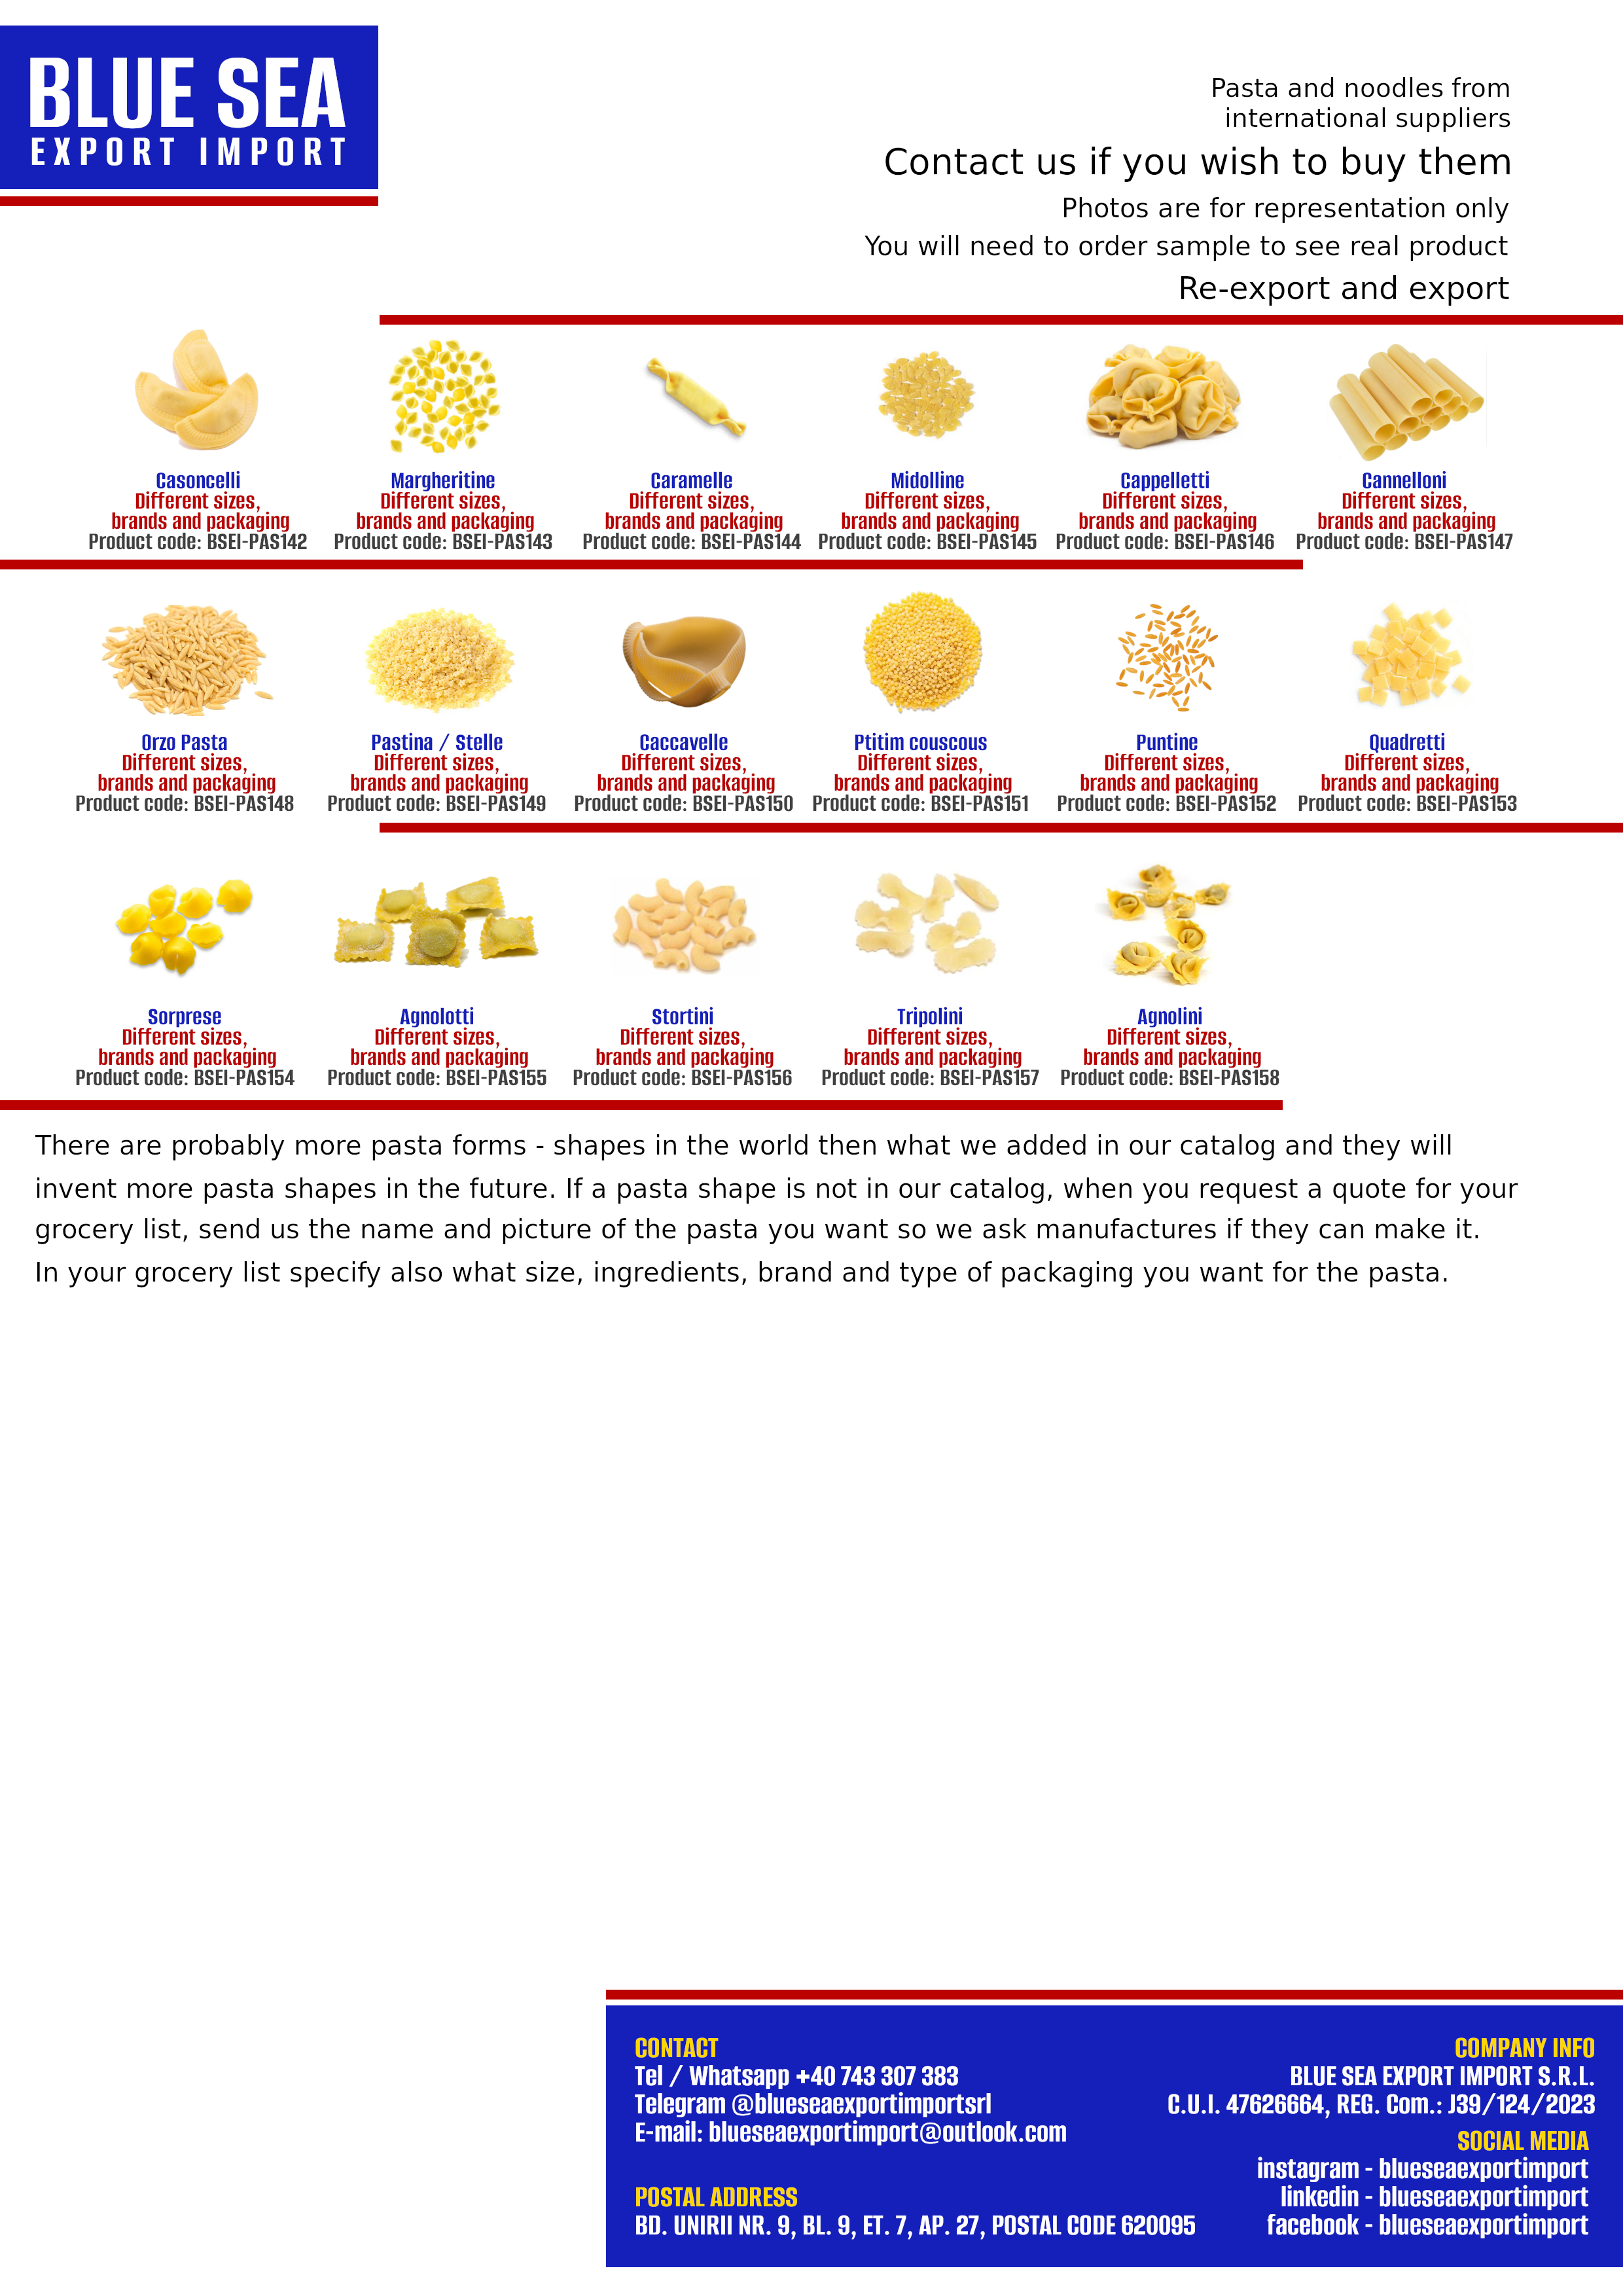 BLUE SEA
EXPORT IMPORT
Pasta and noodles from
international suppliers
Contact us if you wish to buy them
Photos are for representation only
You will need to order sample to see real product
Re-export and export
Casoncelli
Different sizes,
brands and packaging
Product code: BSEI-PAS142
Margheritine
Different sizes,
brands and packaging
Product code: BSEI-PAS143
Caramelle
Different sizes,
brands and packaging
Product code: BSEI-PAS144
Midolline
Different sizes,
brands and packaging
Product code: BSEI-PAS145
Cappelletti
Different sizes,
brands and packaging
Product code: BSEI-PAS146
Cannelloni
Different sizes,
brands and packaging
Product code: BSEI-PAS147
Orzo Pasta
Different sizes,
brands and packaging
Product code: BSEI-PAS148
Pastina / Stelle
Different sizes,
brands and packaging
Product code: BSEI-PAS149
Caccavelle
Different sizes,
brands and packaging
Product code: BSEI-PAS150
Ptitim couscous
Different sizes,
brands and packaging
Product code: BSEI-PAS151
Puntine
Different sizes,
brands and packaging
Product code: BSEI-PAS152
Quadretti
Different sizes,
brands and packaging
Product code: BSEI-PAS153
Sorprese
Different sizes,
brands and packaging
Product code: BSEI-PAS154
Agnolotti
Different sizes,
brands and packaging
Product code: BSEI-PAS155
Stortini
Different sizes,
brands and packaging
Product code: BSEI-PAS156
Tripolini
Different sizes,
brands and packaging
Product code: BSEI-PAS157
Agnolini
Different sizes,
brands and packaging
Product code: BSEI-PAS158
There are probably more pasta forms - shapes in the world then what we added in our catalog and they will
invent more pasta shapes in the future. If a pasta shape is not in our catalog, when you request a quote for your
grocery list, send us the name and picture of the pasta you want so we ask manufactures if they can make it.
In your grocery list specify also what size, ingredients, brand and type of packaging you want for the pasta.
CONTACT
Tel / Whatsapp +40 743 307 383
Telegram @blueseaexportimportsrl
E-mail: blueseaexportimport@outlook.com
POSTAL ADDRESS
BD. UNIRII NR. 9, BL. 9, ET. 7, AP. 27, POSTAL CODE 620095
COMPANY INFO
BLUE SEA EXPORT IMPORT S.R.L.
C.U.I. 47626664, REG. Com.: J39/124/2023
SOCIAL MEDIA
instagram - blueseaexportimport
linkedin - blueseaexportimport
facebook - blueseaexportimport